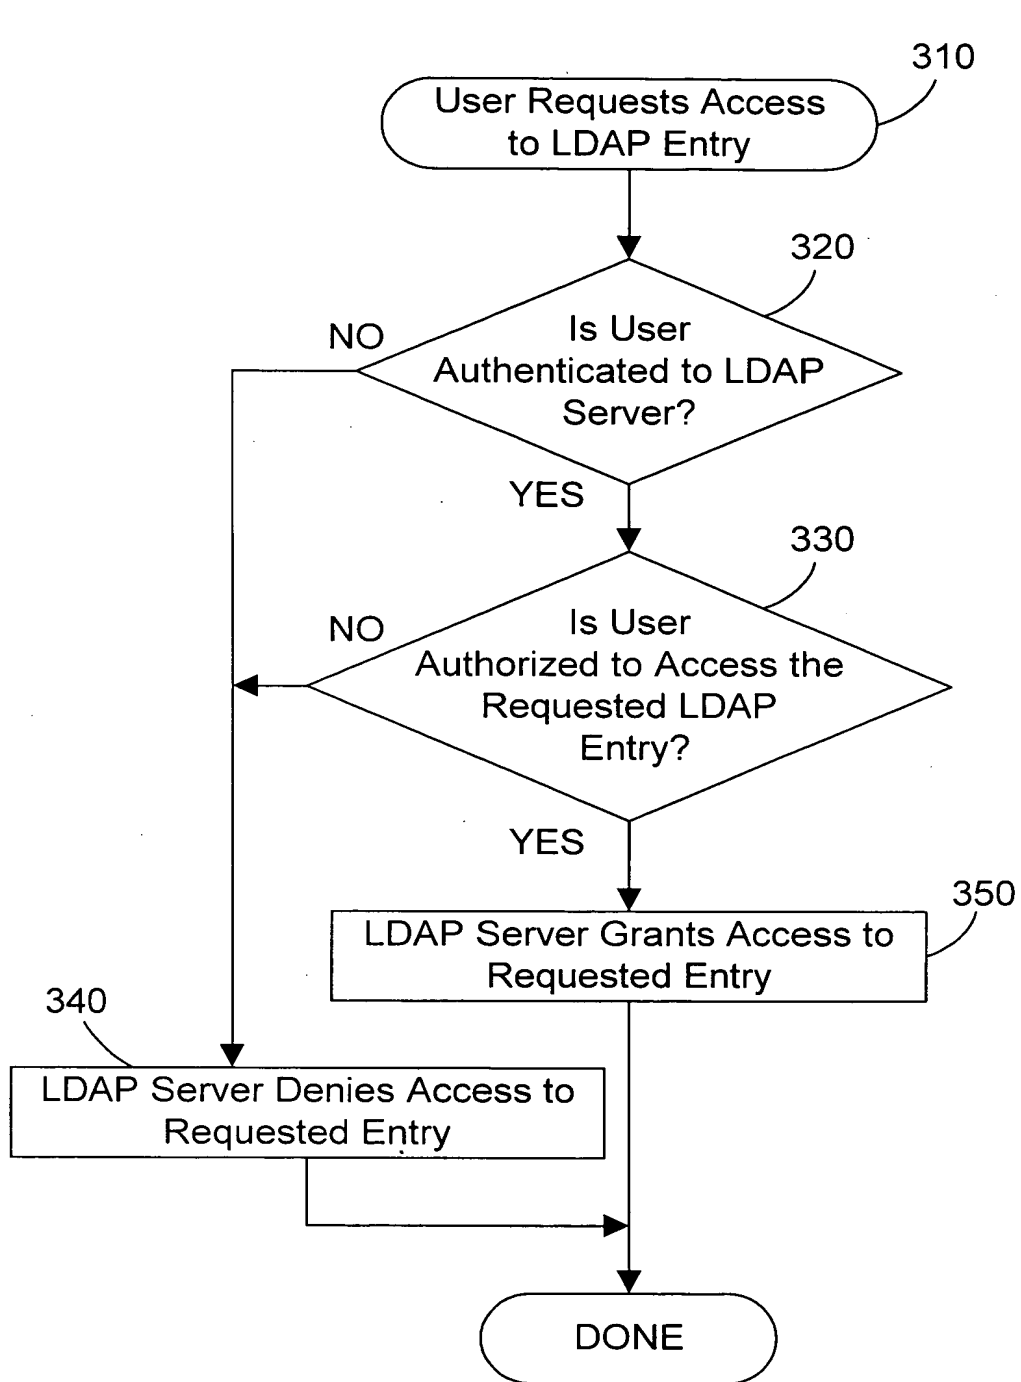 310
User Requests Access
to LDAP Entry
320
NO
Is User
Authenticated to LDAP
Server?
YES
330
NO
Is User
Authorized to Access the
Requested LDAP
Entry?
YES
350
LDAP Server Grants Access to
Requested Entry
340
LDAP Server Denies Access to
Requested Entry
DONE